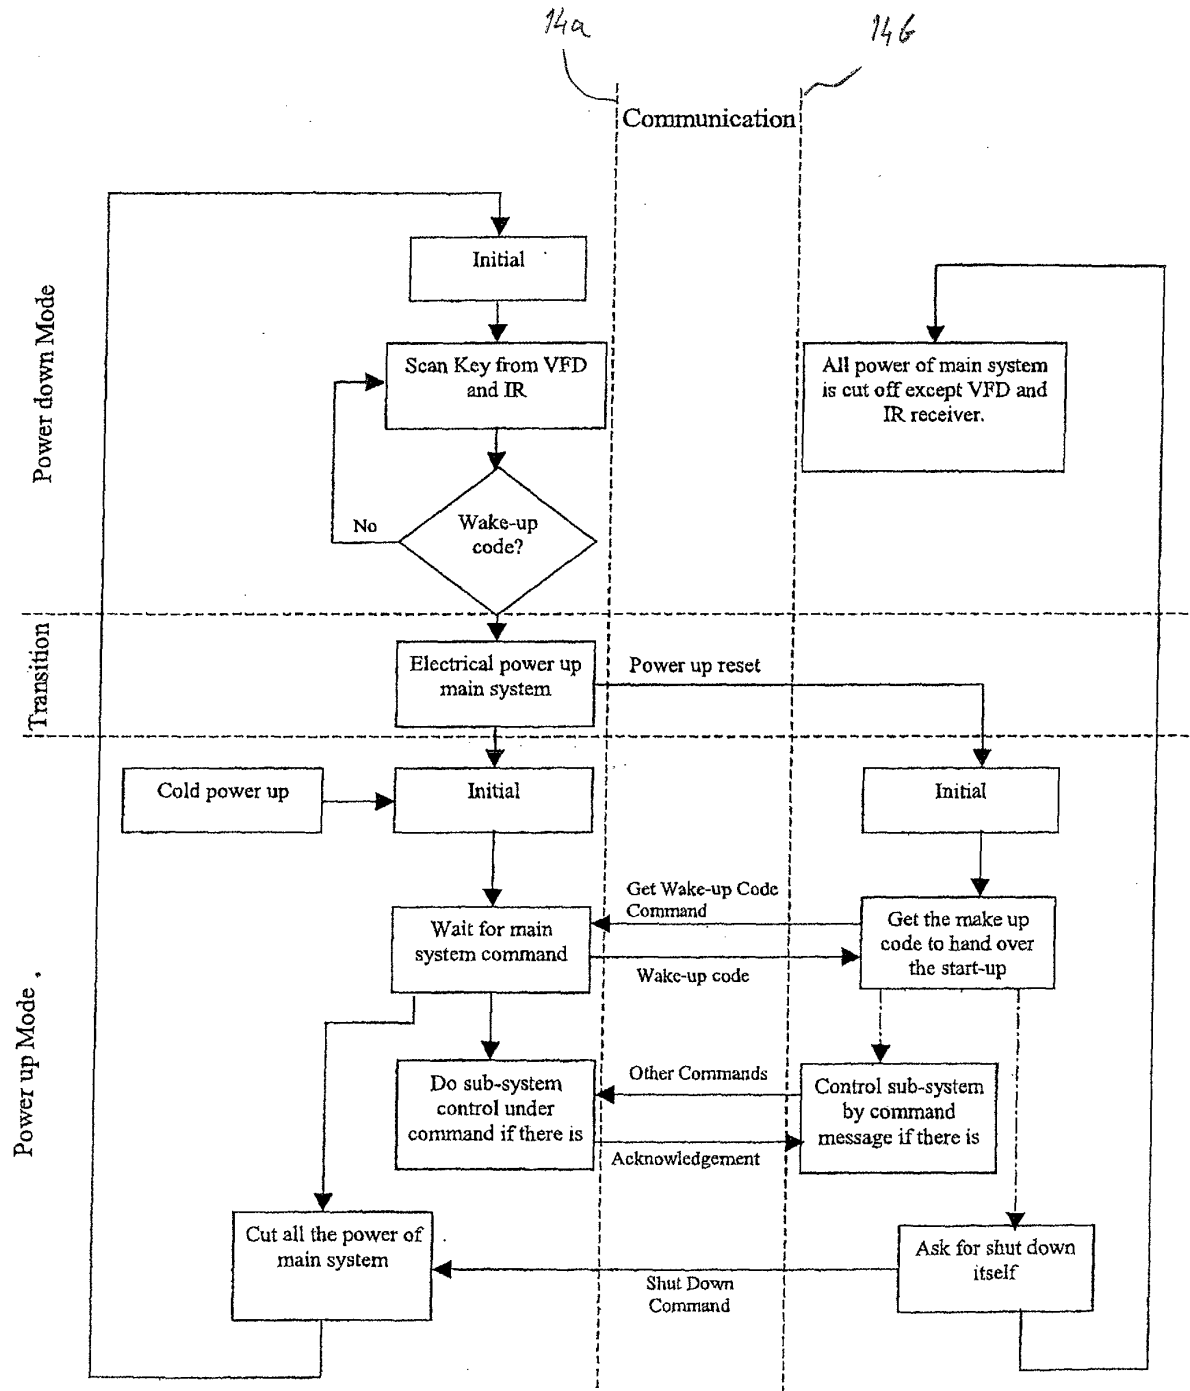 14a
14b
Communication
Power down Mode
Initial
Scan Key from VFD
and IR
All power of main system
is cut off except VFD and
IR receiver.
No
Wake-up
code?
Transition
Electrical power up
main system
Power up reset
Power up Mode
Cold power up
Initial
Initial
Get Wake-up Code
Command
Wait for main
system command
Get the make up
code to hand over
the start-up
Wake-up code
Other Commands
Do sub-system
control under
command if there is
Control sub-system
by command
message if there is
Acknowledgement
Cut all the power of
main system
Ask for shut down
itself
Shut Down
Command